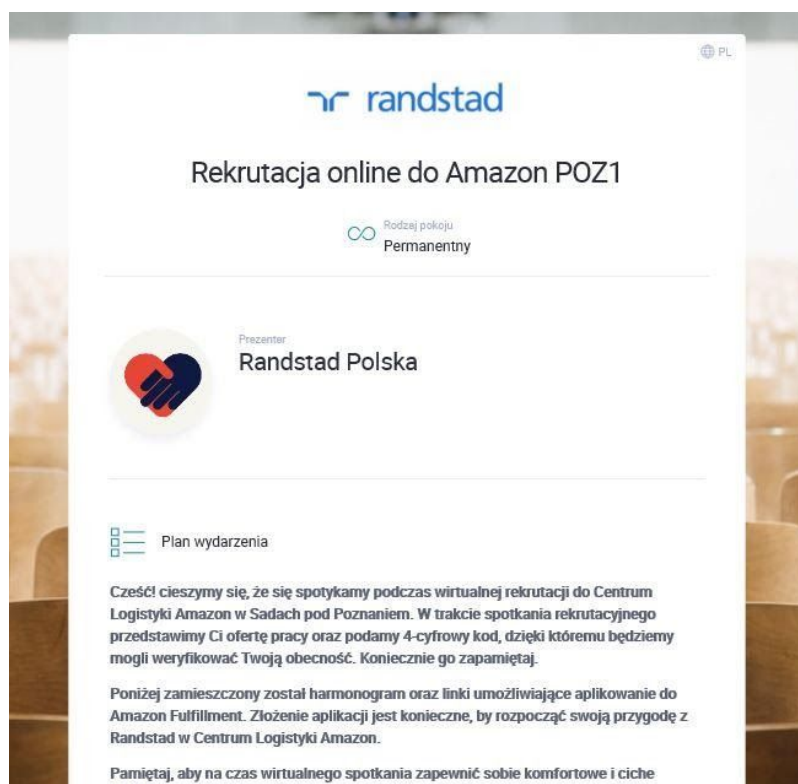 PL
randstad
Rekrutacja online do Amazon POZ1
Rodzaj pokoju
Permanentny
Prezenter
Randstad Polska
Plan wydarzenia
Cześć! cieszymy się, że się spotykamy podczas wirtualnej rekrutacji do Centrum
Logistyki Amazon w Sadach pod Poznaniem. W trakcie spotkania rekrutacyjnego
przedstawimy Ci ofertę pracy oraz podamy 4-cyfrowy kod, dzięki któremu będziemy
mogli weryfikować Twoją obecność. Koniecznie go zapamiętaj.
Poniżej zamieszczony został harmonogram oraz linki umożliwiające aplikowanie do
Amazon Fulfillment. Złożenie aplikacji jest konieczne, by rozpocząć swoją przygodę z
Randstad w Centrum Logistyki Amazon.
Pamiętaj, aby na czas wirtualnego spotkania zapewnić sobie komfortowe i ciche